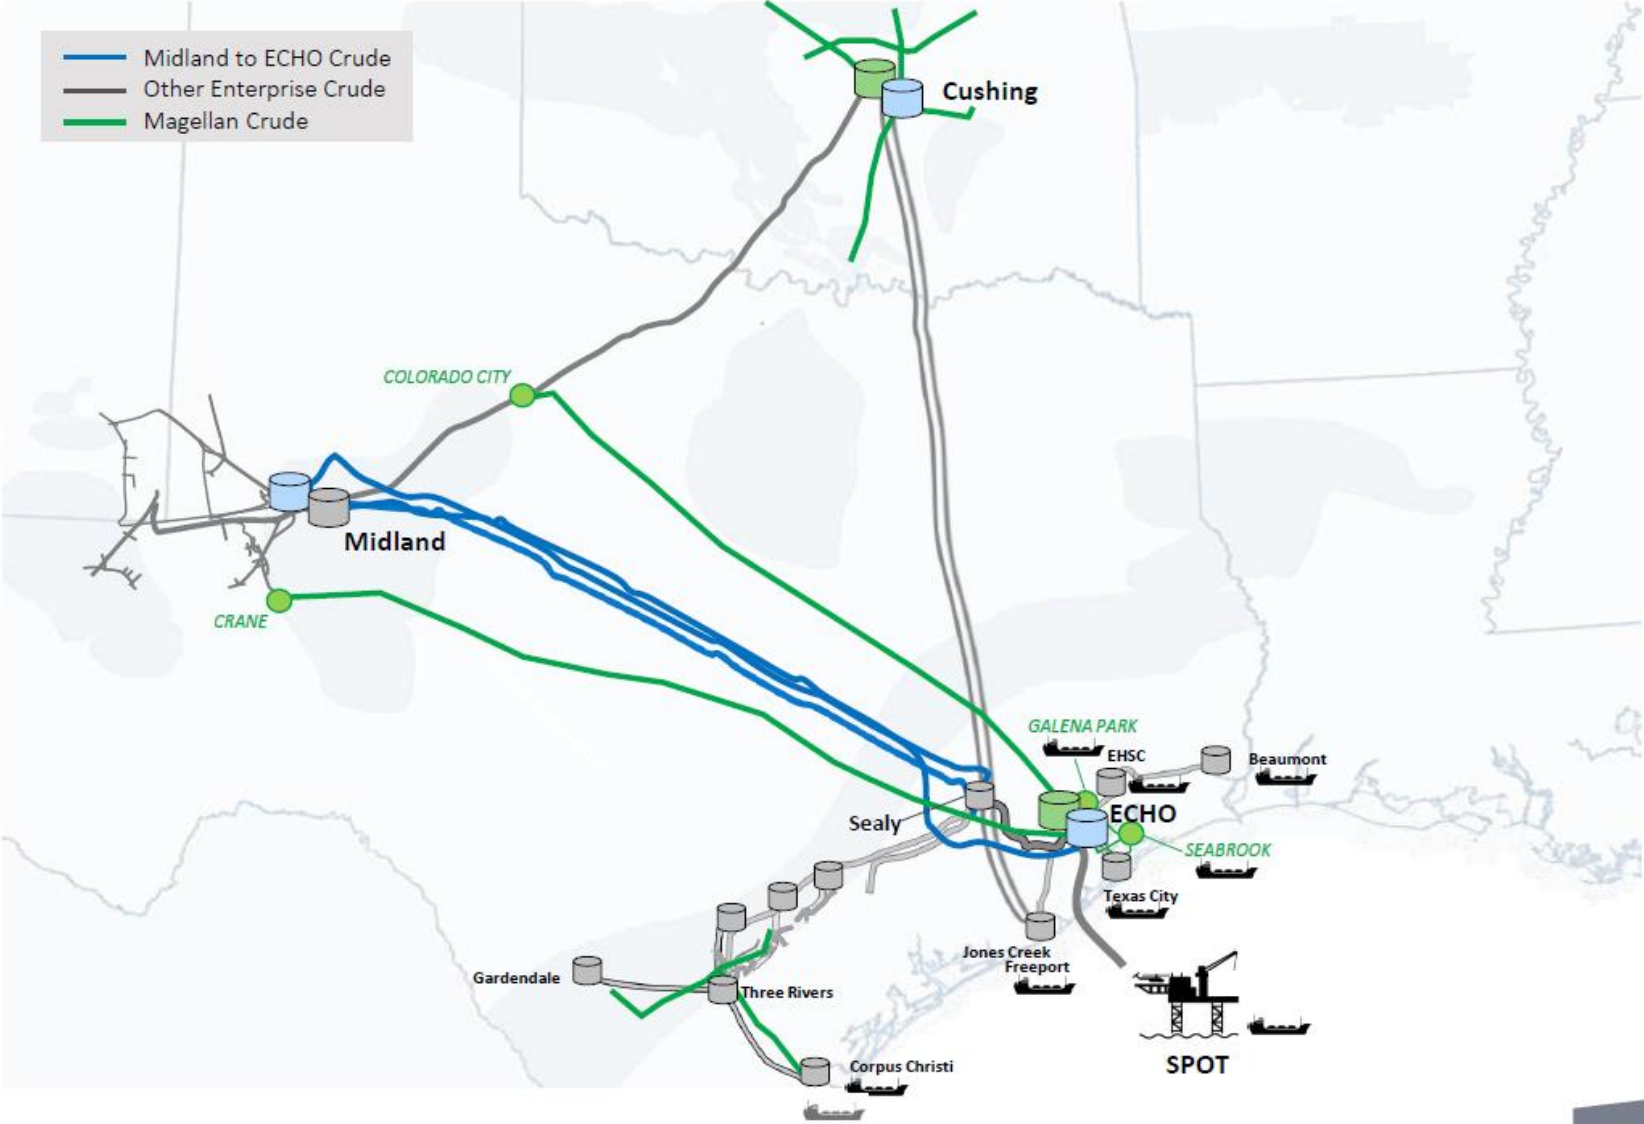 Midland to ECHO Crude
Other Enterprise Crude
Magellan Crude
Cushing
COLORADO CITY
Midland
CRANE
GALENA PARK
EHSC
Beaumont
ECHO
Sealy
SEABROOK
Texas City
Jones Creek
Freeport
Gardendale
Three Rivers
SPOT
Corpus Christi